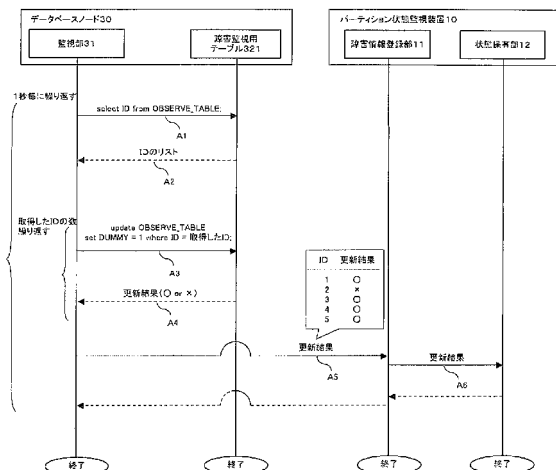 データベースノード30
パーティション状態監視装置10
監視部31
障害監視用
テーブル321
障害情報登録部11
状態保有部12
1秒毎に繰り返す
select ID from OBSERVE_TABLE;
A1
IDのリスト
A2
取得したIDの数
繰り返す
update OBSERVE_TABLE
set DUMMY = 1 where ID = 取得したID;
A3
更新結果(〇 or ×)
A4
ID 更新結果
1 〇
2 ×
3 〇
4 〇
5 〇
更新結果
A5
更新結果
A6
終了
終了
終了
終了